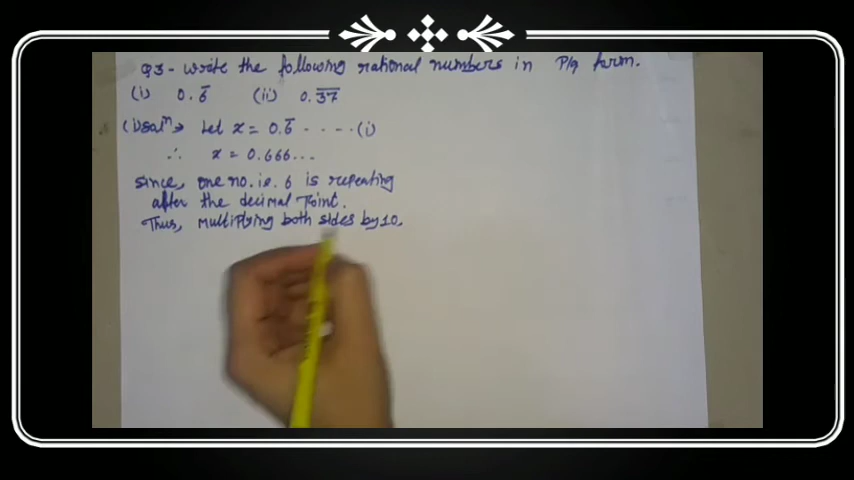 Q3- Write the following rational numbers in P/q form.
(i) 0.6̅ (ii) 0.3̅7̅
(i) Solⁿ→ Let x = 0.6̅ - - - - (i)
∴ x = 0.666...
Since, one no. i.e. 6 is repeating
after the decimal Point.
Thus, multiplying both sides by 10,